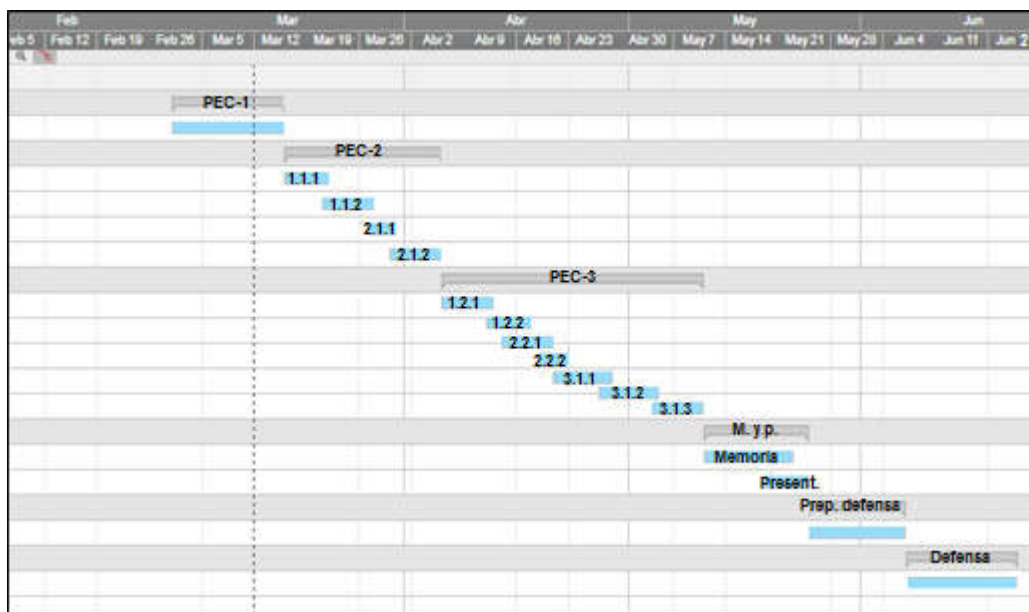 Feb Mar Abr May Jun
eb 5 Feb 12 Feb 19 Feb 26 Mar 5 Mar 12 Mar 19 Mar 26 Abr 2 Abr 9 Abr 16 Abr 23 Abr 30 May 7 May 14 May 21 May 28 Jun 4 Jun 11 Jun 2
PEC-1
PEC-2
1.1.1
1.1.2
2.1.1
2.1.2
PEC-3
1.2.1
1.2.2
2.2.1
2.2.2
3.1.1
3.1.2
3.1.3
M. y p.
Memoria
Present.
Prep. defensa
Defensa